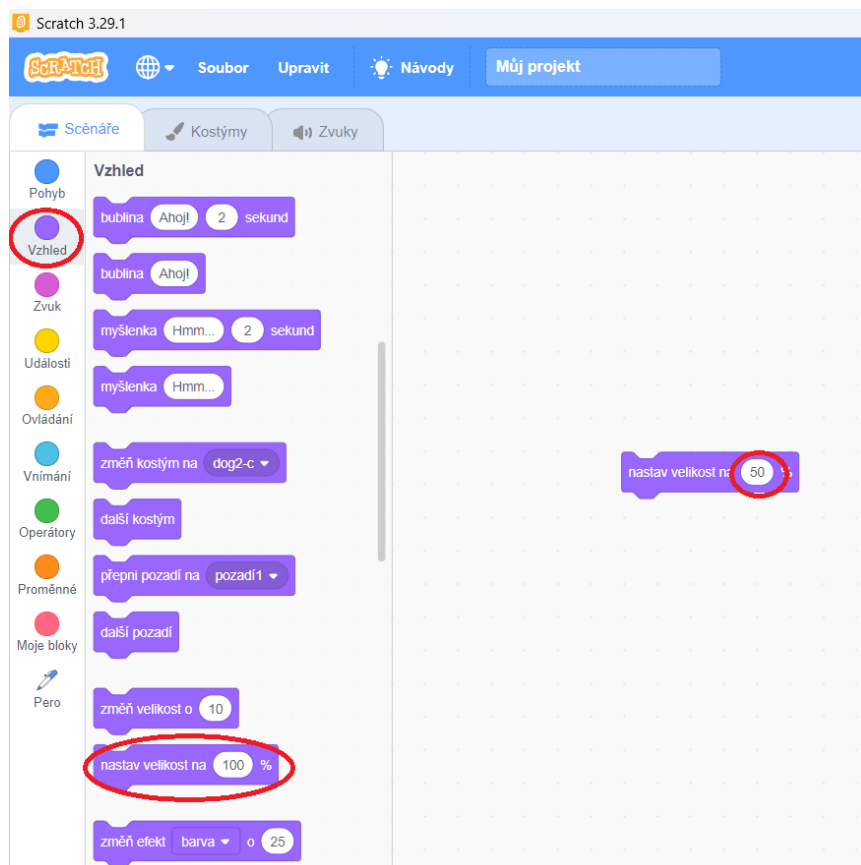 Scratch 3.29.1
SCRATCH Soubor Upravit Návody Můj projekt
Scénáře Kostýmy Zvuky
Pohyb
Vzhled
Zvuk
Události
Ovládání
Vnímání
Operátory
Proměnné
Moje bloky
Pero
Vzhled
bublina Ahoj! 2 sekund
bublina Ahoj!
myšlenka Hmm... 2 sekund
myšlenka Hmm...
změň kostým na dog2-c
další kostým
přepni pozadí na pozadí1
další pozadí
změň velikost o 10
nastav velikost na 100 %
změň efekt barva o 25
nastav velikost na 50 %